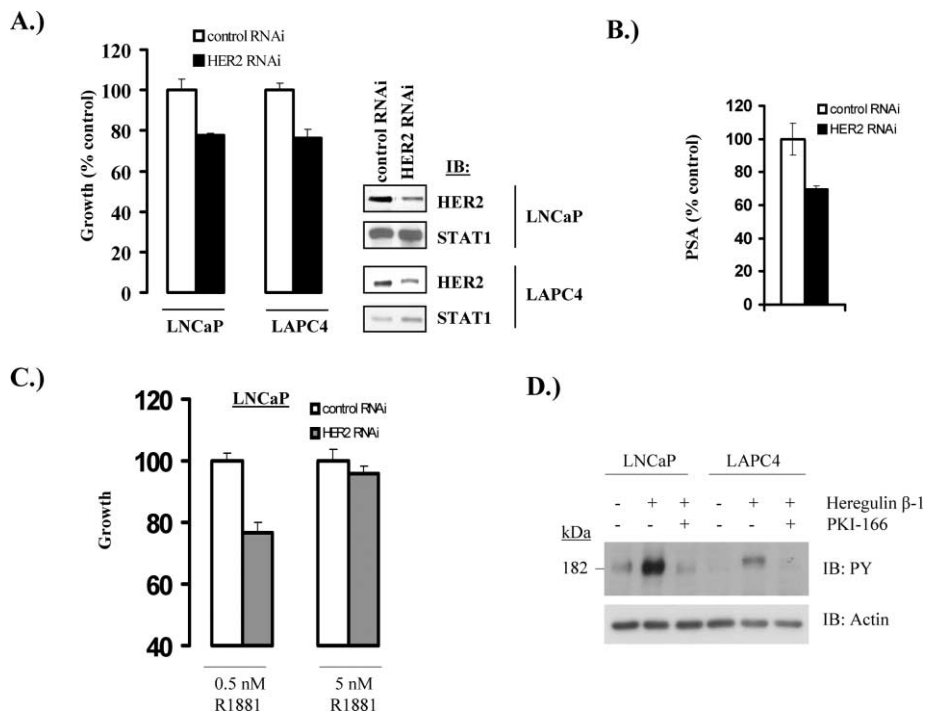 A.)
120
100
80
60
40
20
0
Growth (% control)
control RNAi
HER2 RNAi
LNCaP
LAPC4
control RNAi
HER2 RNAi
IB:
HER2
STAT1
LNCaP
HER2
STAT1
LAPC4
B.)
120
100
80
60
40
20
0
PSA (% control)
control RNAi
HER2 RNAi
C.)
LNCaP
120
100
80
60
40
Growth
control RNAi
HER2 RNAi
0.5 nM
R1881
5 nM
R1881
D.)
LNCaP LAPC4
- + + - + + Heregulin β-1
+ + PKI-166
kDa
182
IB: PY
IB: Actin